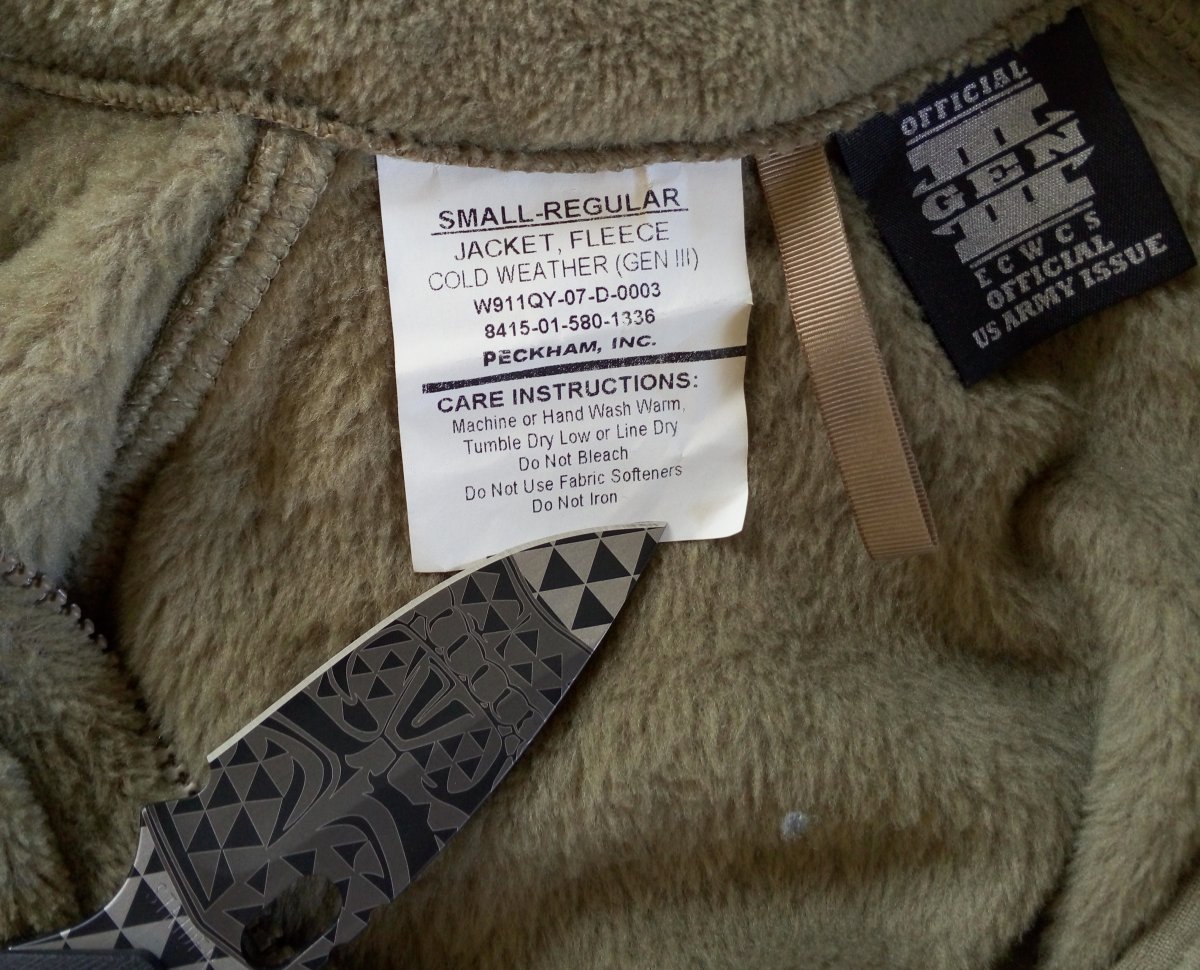 SMALL-REGULAR
JACKET, FLEECE
COLD WEATHER (GEN III)
W911QY-07-D-0003
8415-01-580-1336
PECKHAM, INC.
CARE INSTRUCTIONS:
Machine or Hand Wash Warm,
Tumble Dry Low or Line Dry
Do Not Bleach
Do Not Use Fabric Softeners
Do Not Iron
OFFICIAL
III
GEN
III
ECWCS
OFFICIAL
US ARMY ISSUE